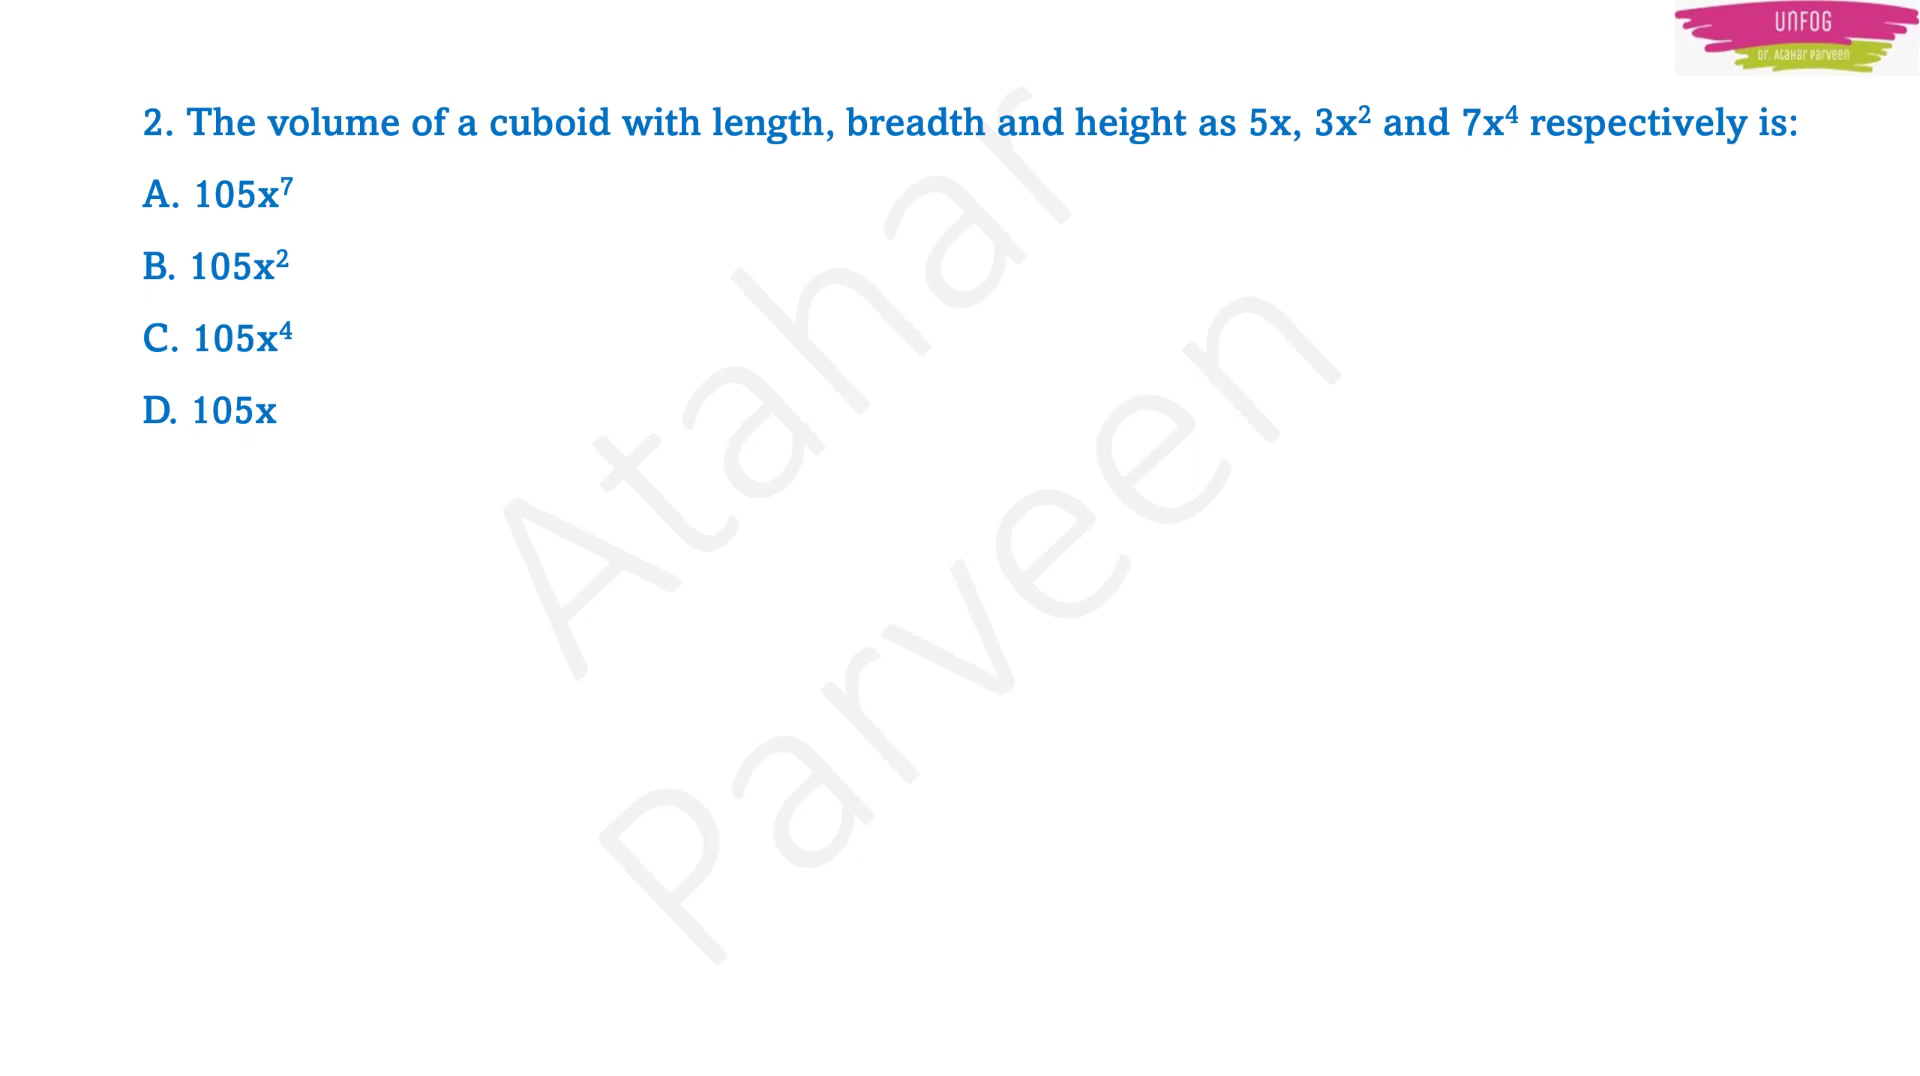 UNFOG
Dr. Atahar Parveen
2. The volume of a cuboid with length, breadth and height as 5x, 3x² and 7x⁴ respectively is:
A. 105x⁷
B. 105x²
C. 105x⁴
D. 105x
Atahar
Parveen